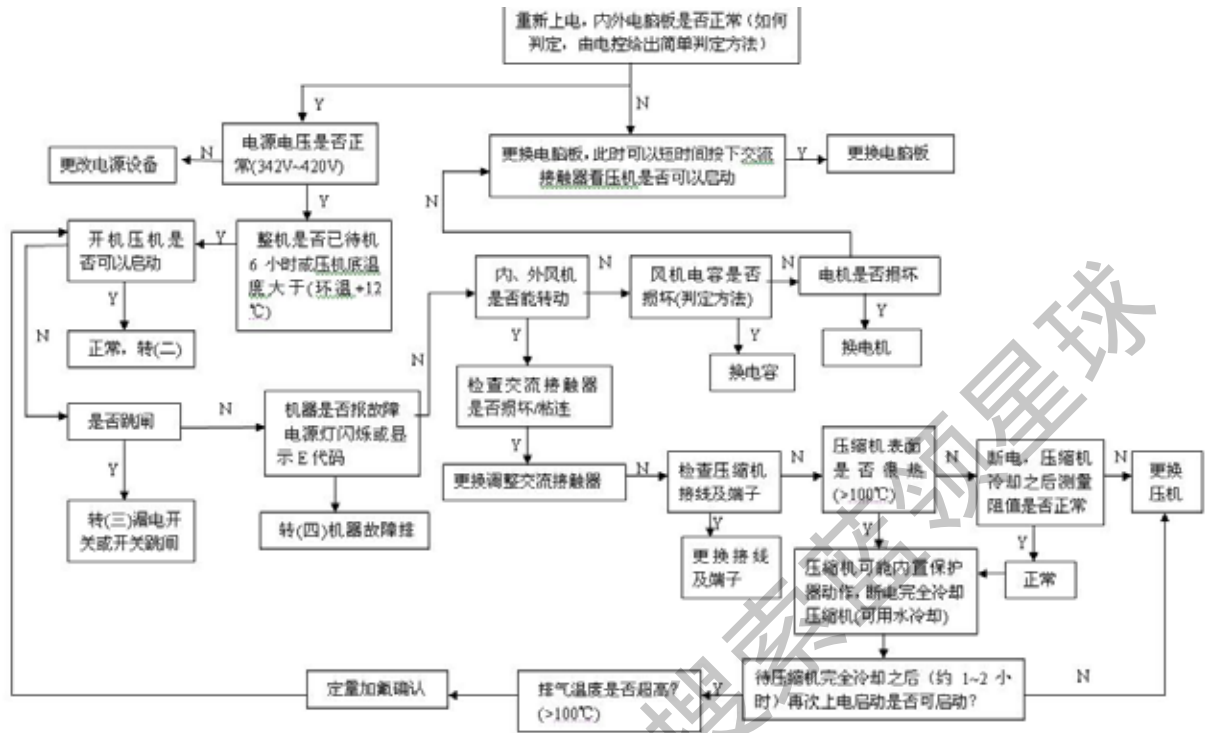 重新上电，内外电脑板是否正常（如何
判定，由电控给出简单判定方法）
Y
N
电源电压是否正
常(342V~420V)
N
更改电源设备
更换电脑板，此时可以短时间按下交流
接触器看压机是否可以启动
Y
更换电脑板
Y
N
开机压机是
否可以启动
Y
整机是否已待机
6 小时或压机底温
度大于(环温+12
℃)
内、外风机
是否能转动
N
风机电容是否
损坏(判定方法)
N
电机是否损坏
Y
N
正常，转(二)
N
Y
Y
Y
换电机
换电容
检查交流接触器
是否损坏/粘连
是否跳闸
N
机器是否报故障
电源灯闪烁或显
示 E 代码
Y
Y
更换调整交流接触器
N
检查压缩机
接线及端子
N
压缩机表面
是否很热
(>100℃)
N
断电，压缩机
冷却之后测量
阻值是否正常
N
更换
压机
转(三)漏电开
关或开关跳闸
转(四)机器故障排
Y
更换接线
及端子
Y
Y
压缩机可能内置保护
器动作，断电完全冷却
压缩机(可用水冷却)
正常
定量加氟确认
排气温度是否超高?
(>100℃)
Y
待压缩机完全冷却之后（约 1~2 小
时）再次上电启动是否可启动?
N
搜索蓝领星球